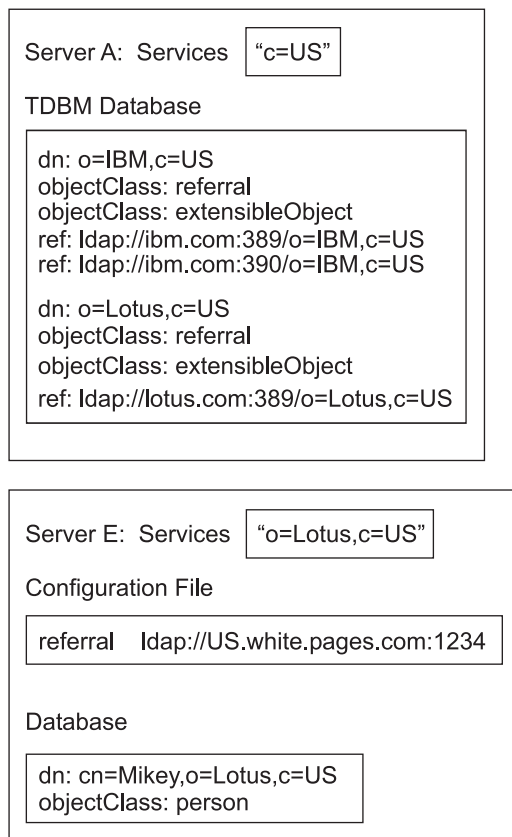 Server A: Services "c=US"
TDBM Database
dn: o=IBM,c=US
objectClass: referral
objectClass: extensibleObject
ref: ldap://ibm.com:389/o=IBM,c=US
ref: ldap://ibm.com:390/o=IBM,c=US
dn: o=Lotus,c=US
objectClass: referral
objectClass: extensibleObject
ref: ldap://lotus.com:389/o=Lotus,c=US
Server E: Services “o=Lotus,c=US”
Configuration File
referral ldap://US.white.pages.com:1234
Database
dn: cn=Mikey,o=Lotus,c=US
objectClass: person